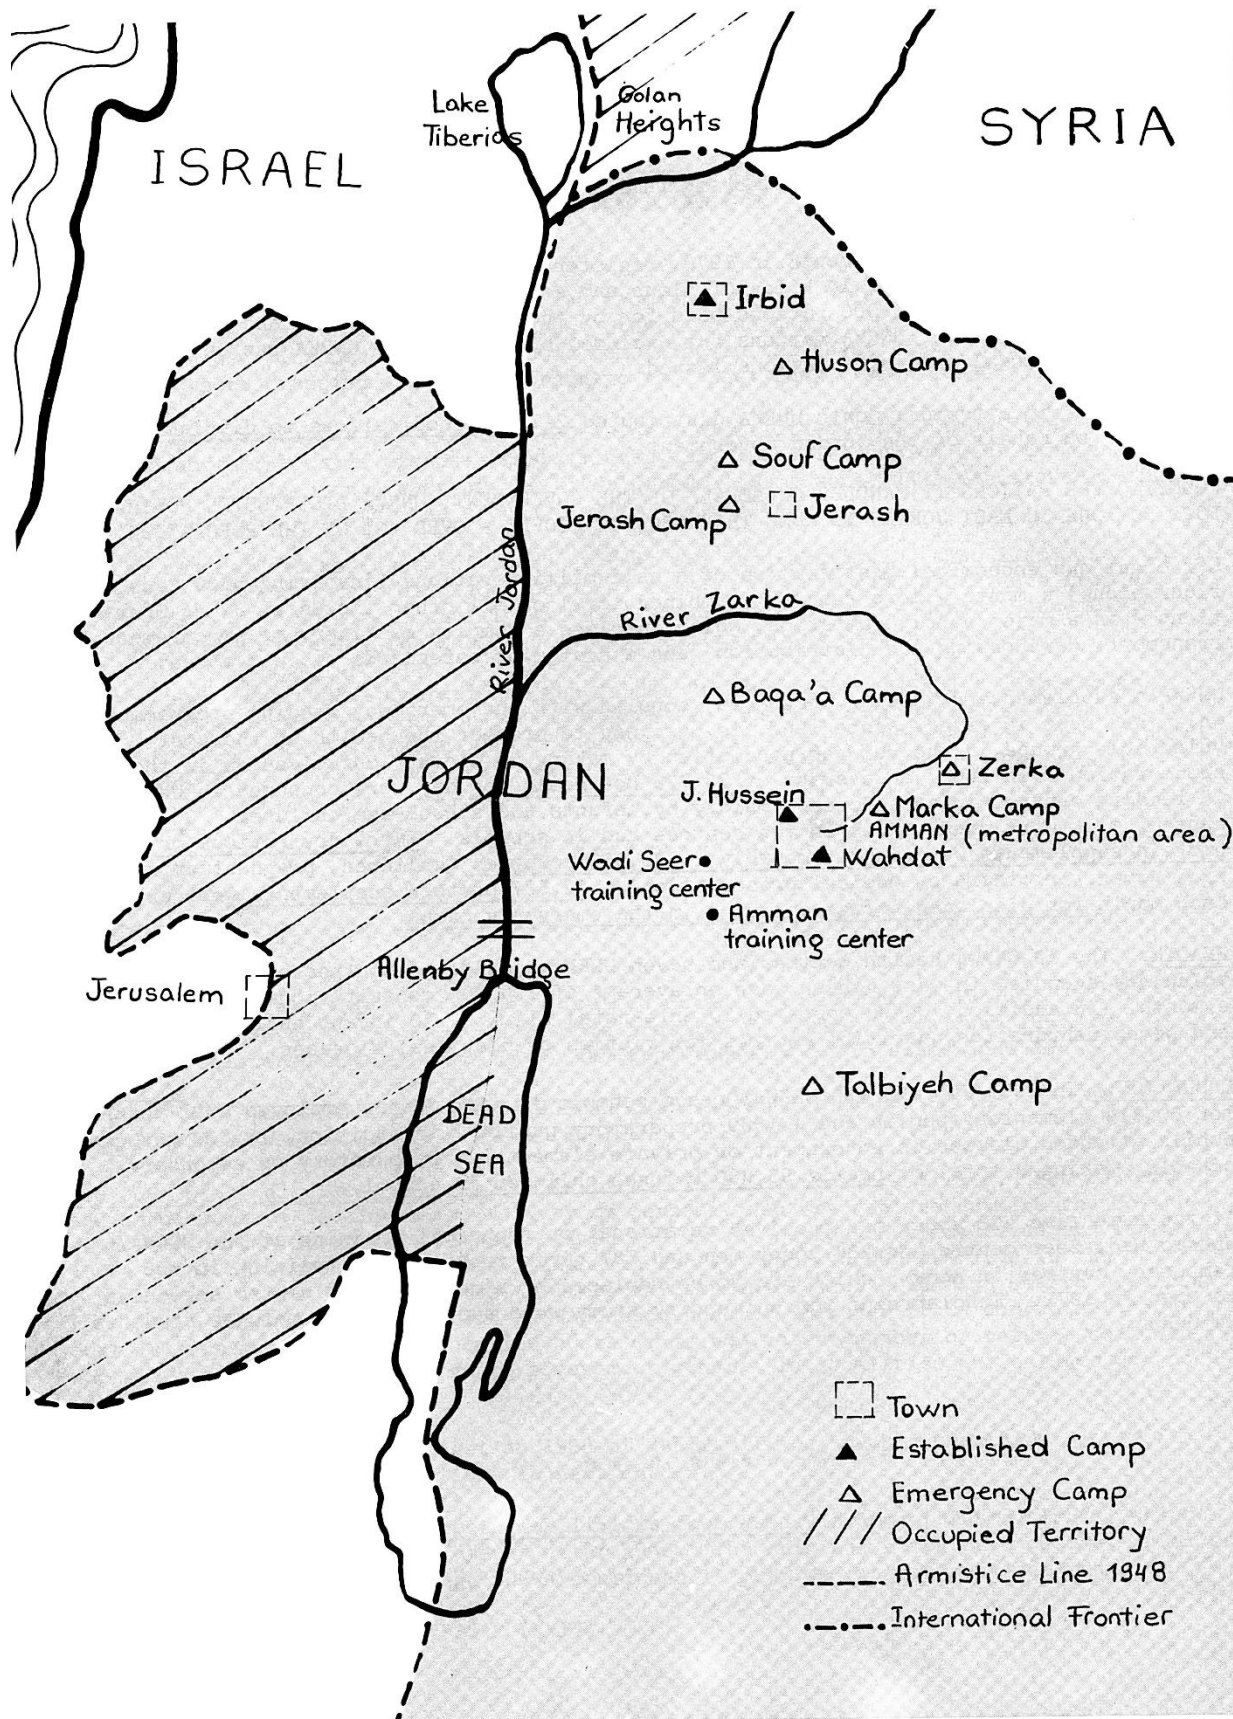 Lake
Tiberias
Golan
Heights
SYRIA
ISRAEL
Irbid
Huson Camp
Souf Camp
Jerash Camp
Jerash
River Jordan
River Zarka
Baqa'a Camp
JORDAN
Zerka
J. Hussein
Marka Camp
AMMAN (metropolitan area)
Wahdat
Wadi Seer
training center
Amman
training center
Allenby Bridge
Jerusalem
Talbiyeh Camp
DEAD
SEA
Town
Established Camp
Emergency Camp
Occupied Territory
Armistice Line 1948
International Frontier